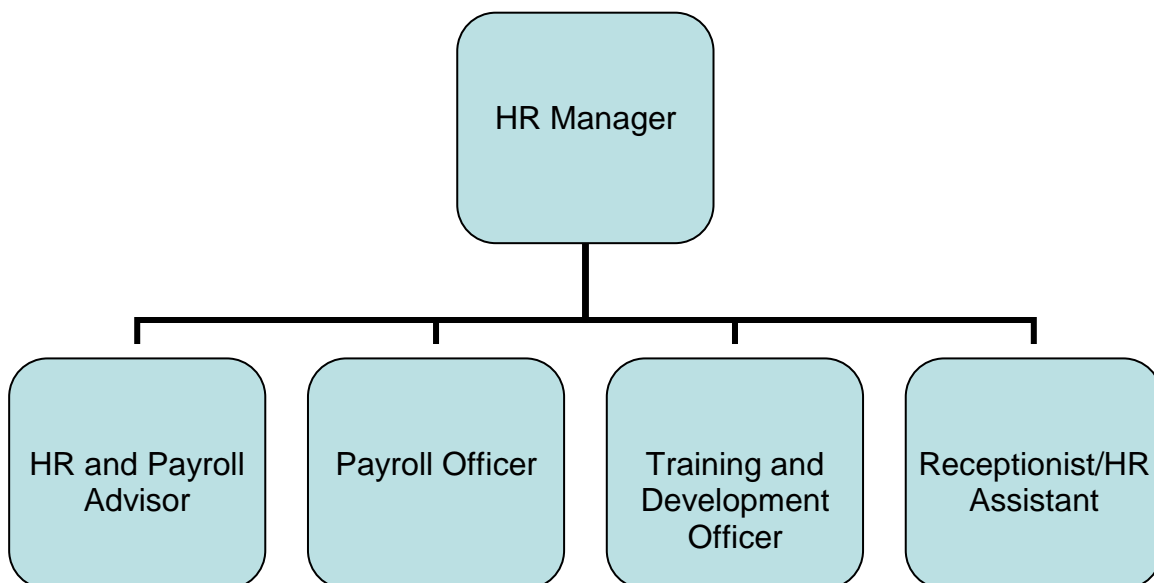 HR Manager
HR and Payroll
Advisor
Payroll Officer
Training and
Development
Officer
Receptionist/HR
Assistant